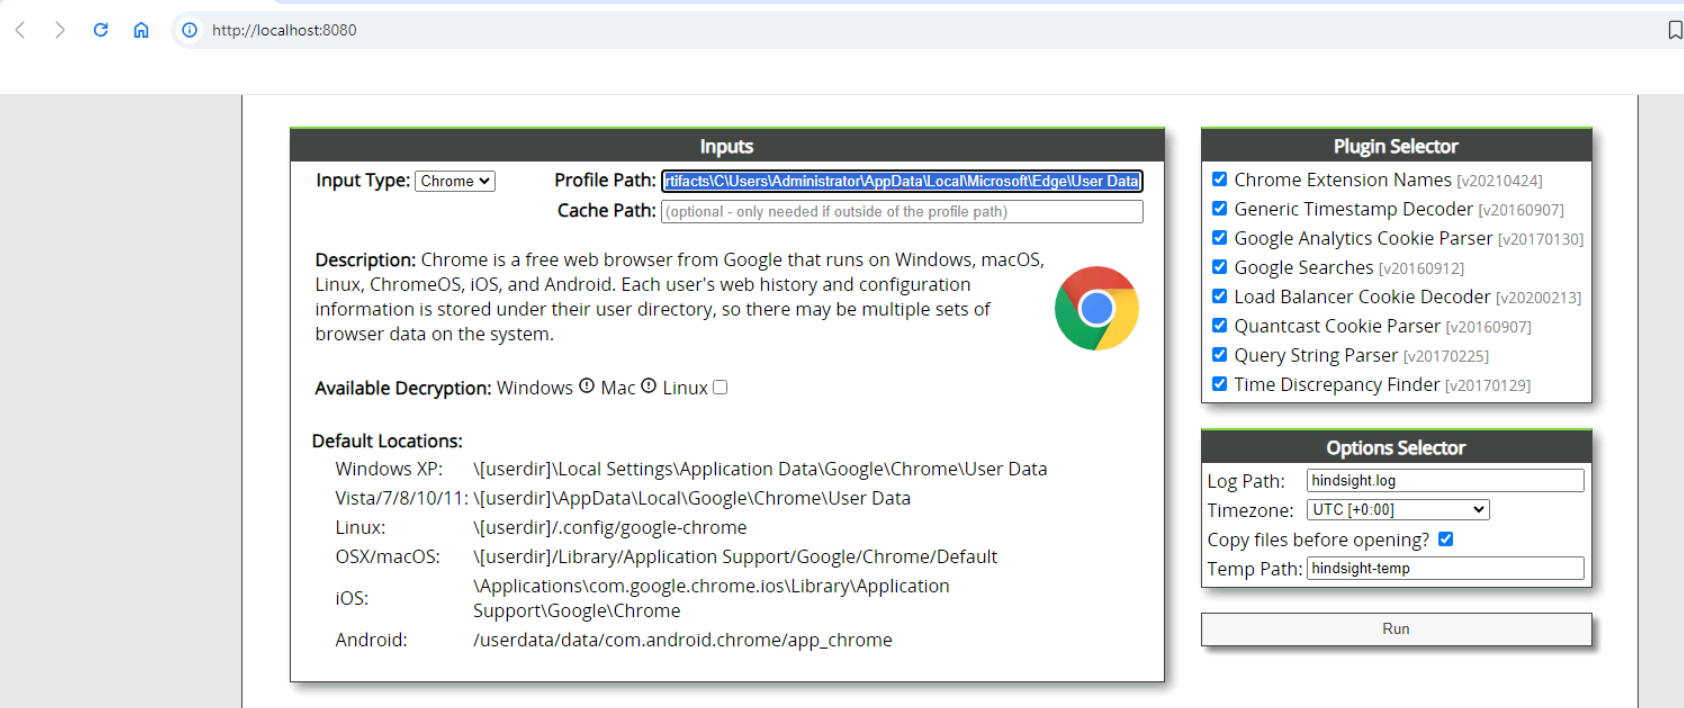 http://localhost:8080
Inputs
Input Type: Chrome
Profile Path: rtifacts\C\Users\Administrator\AppData\Local\Microsoft\Edge\User Data
Cache Path: (optional - only needed if outside of the profile path)
Description: Chrome is a free web browser from Google that runs on Windows, macOS,
Linux, ChromeOS, iOS, and Android. Each user's web history and configuration
information is stored under their user directory, so there may be multiple sets of
browser data on the system.
Available Decryption: Windows Mac Linux
Default Locations:
Windows XP: \[userdir]\Local Settings\Application Data\Google\Chrome\User Data
Vista/7/8/10/11: \[userdir]\AppData\Local\Google\Chrome\User Data
Linux: \[userdir]/.config/google-chrome
OSX/macOS: \[userdir]/Library/Application Support/Google/Chrome/Default
iOS: \Applications\com.google.chrome.ios\Library\Application
Support\Google\Chrome
Android: /userdata/data/com.android.chrome/app_chrome
Plugin Selector
Chrome Extension Names [v20210424]
Generic Timestamp Decoder [v20160907]
Google Analytics Cookie Parser [v20170130]
Google Searches [v20160912]
Load Balancer Cookie Decoder [v20200213]
Quantcast Cookie Parser [v20160907]
Query String Parser [v20170225]
Time Discrepancy Finder [v20170129]
Options Selector
Log Path: hindsight.log
Timezone: UTC [+0:00]
Copy files before opening?
Temp Path: hindsight-temp
Run